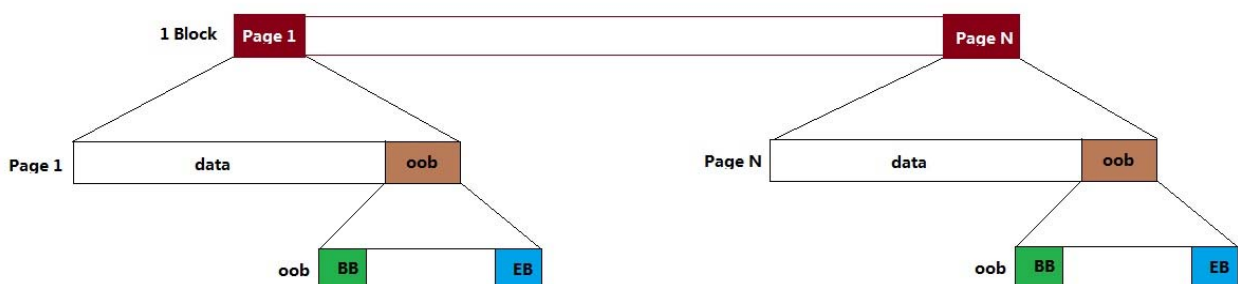 1 Block Page 1 Page N
Page 1 data oob Page N data oob
oob BB EB oob BB EB